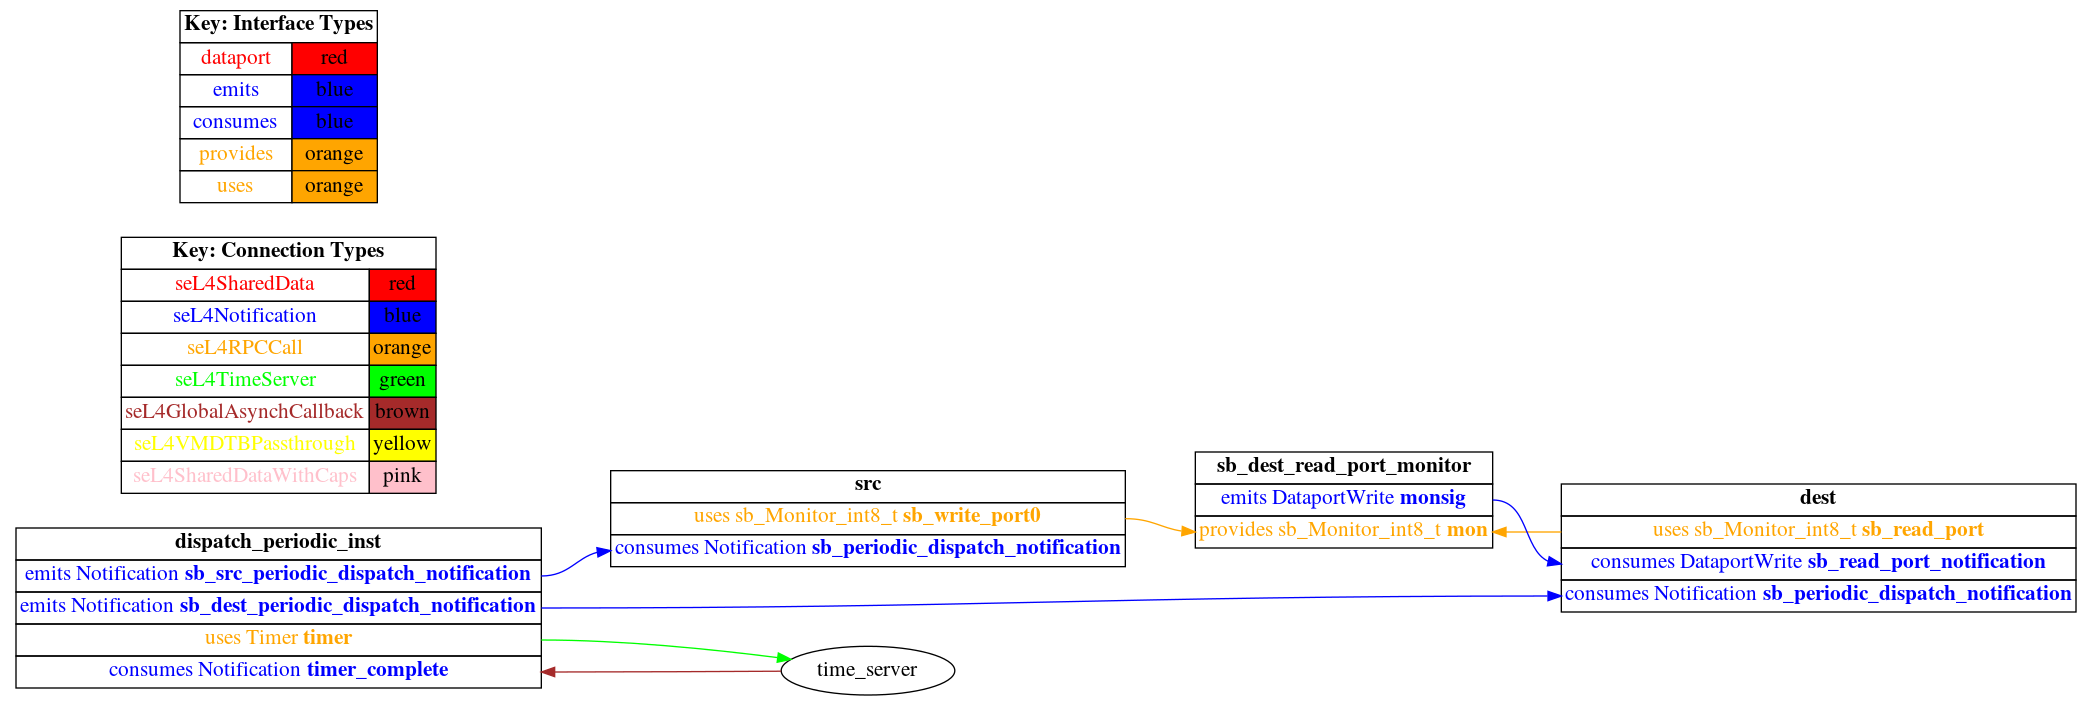 Key: Interface Types
dataport red
emits blue
consumes blue
provides orange
uses orange
Key: Connection Types
seL4SharedData red
seL4Notification blue
seL4RPCCall orange
seL4TimeServer green
seL4GlobalAsynchCallback brown
seL4VMDTBPassthrough yellow
seL4SharedDataWithCaps pink
dispatch_periodic_inst
emits Notification sb_src_periodic_dispatch_notification
emits Notification sb_dest_periodic_dispatch_notification
uses Timer timer
consumes Notification timer_complete
src
uses sb_Monitor_int8_t sb_write_port0
consumes Notification sb_periodic_dispatch_notification
time_server
sb_dest_read_port_monitor
emits DataportWrite monsig
provides sb_Monitor_int8_t mon
dest
uses sb_Monitor_int8_t sb_read_port
consumes DataportWrite sb_read_port_notification
consumes Notification sb_periodic_dispatch_notification